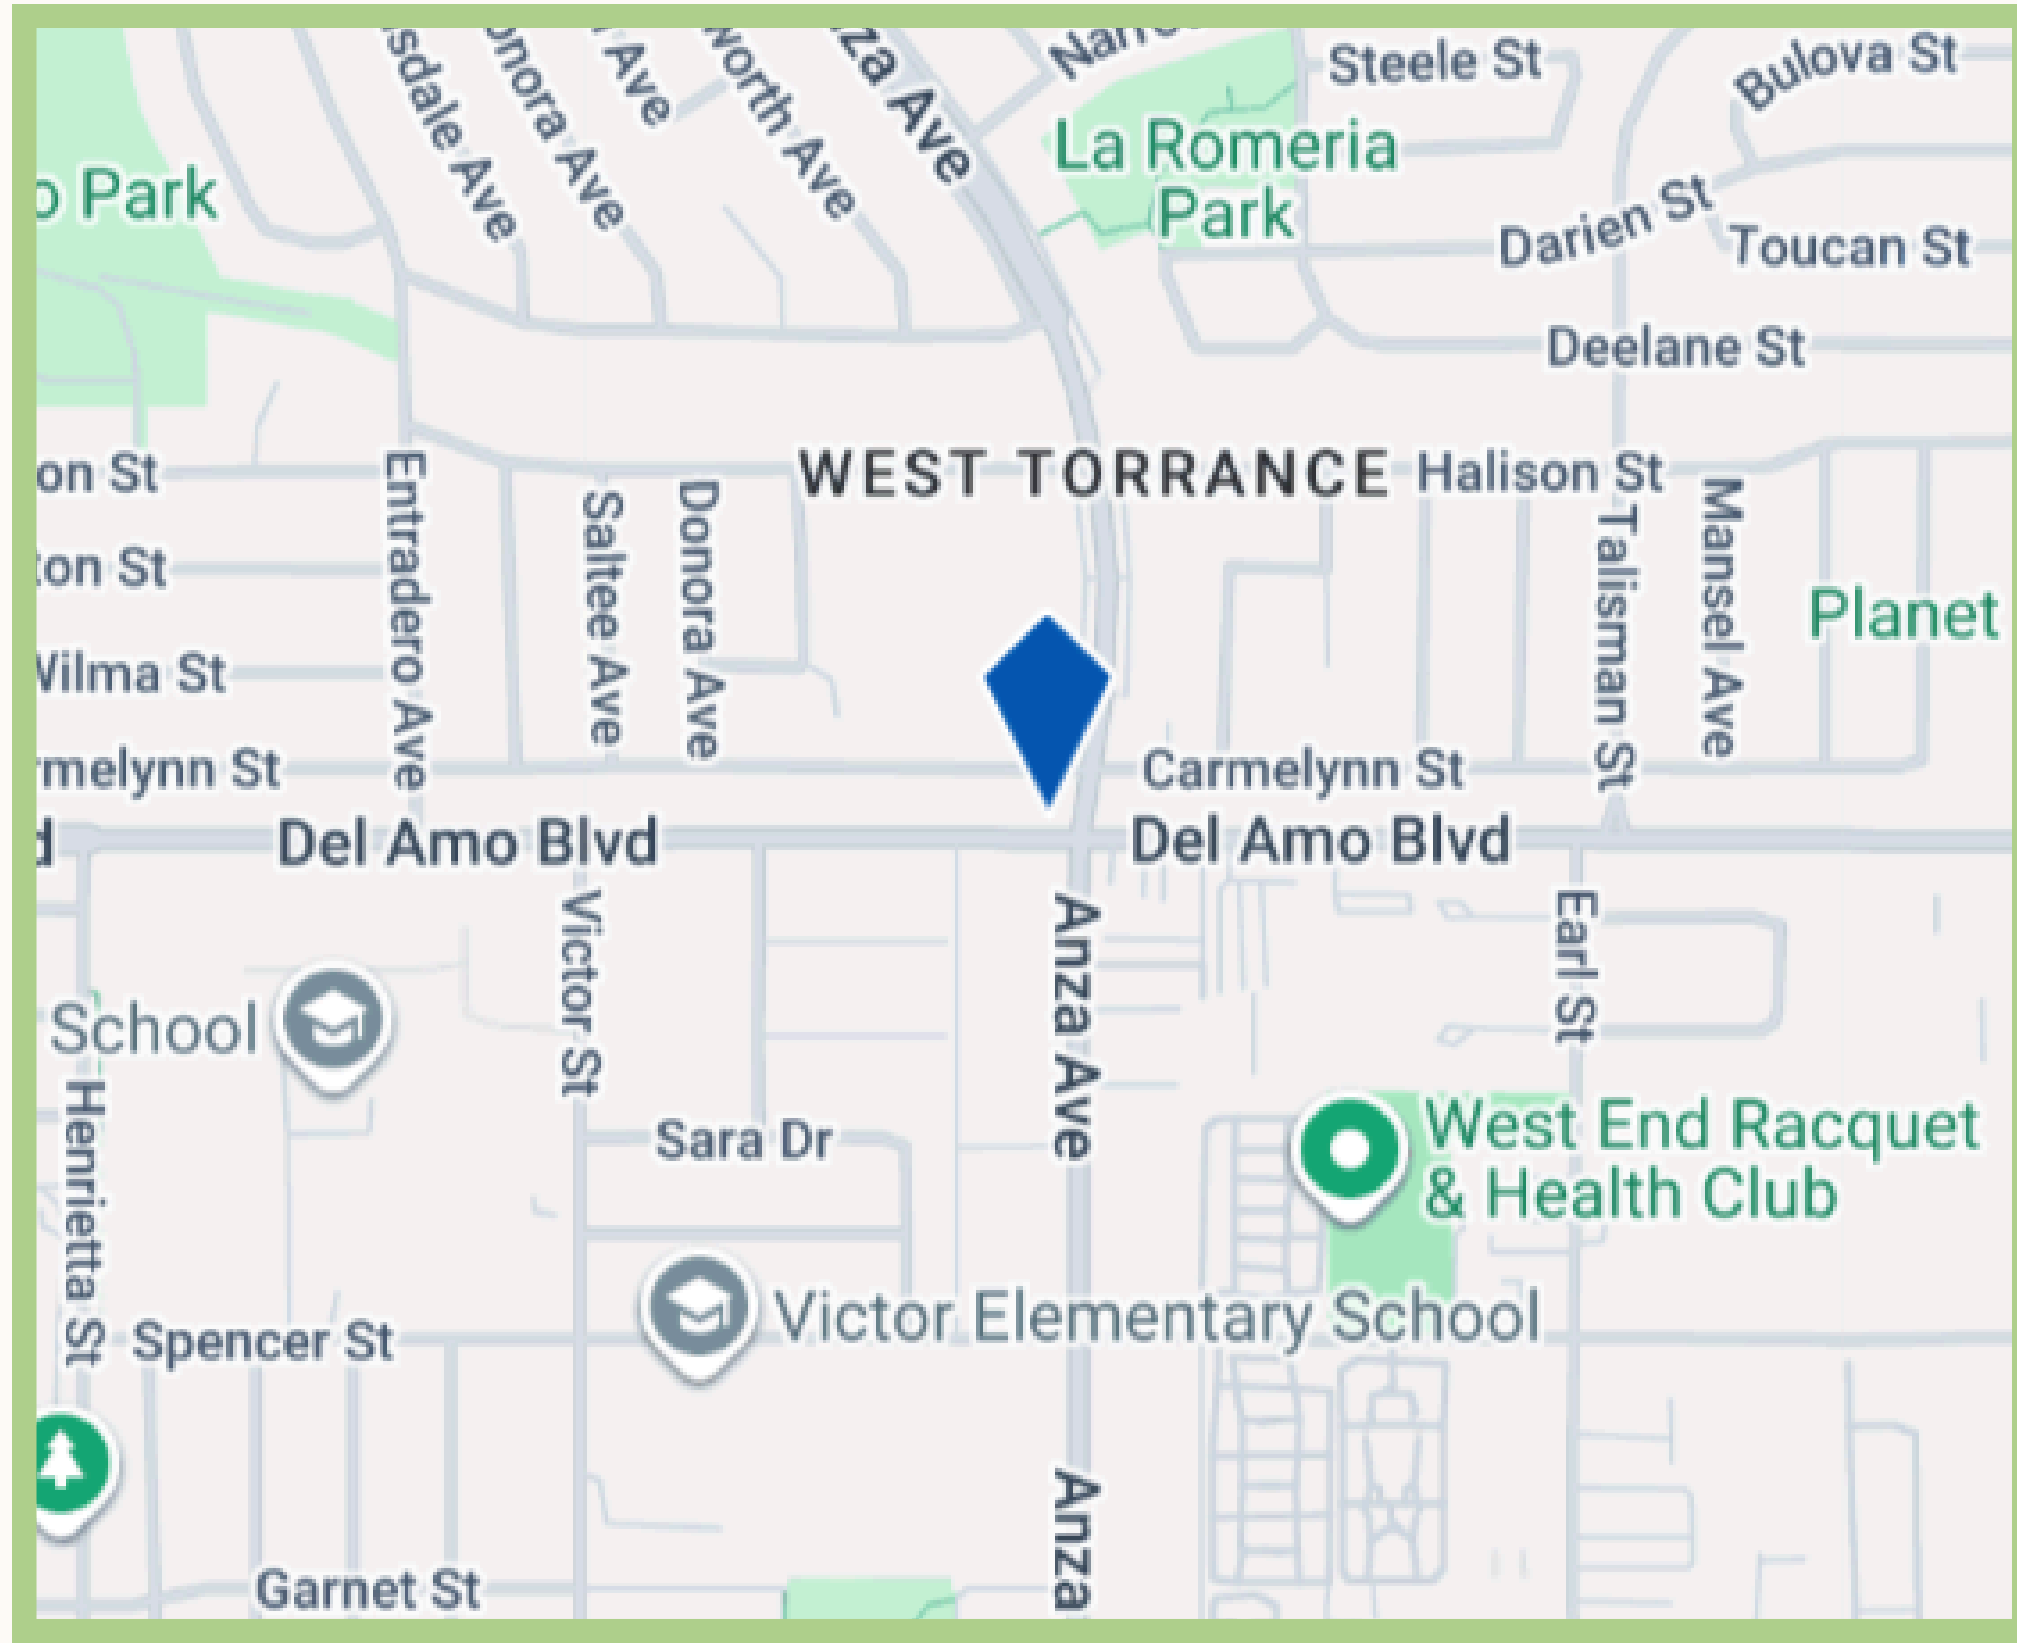 Steele St
Bulova St
Ave
Ave
La Romeria
Park
Park
Darien St
Toucan St
Deelane St
WEST TORRANCE
Halison St
St
St
St
Entradero Ave
Saltee Ave
Donora Ave
Talisman St
Mansel Ave
Planet
St
Carmelynn St
Del Amo Blvd
Del Amo Blvd
Victor St
Anza Ave
Earl St
School
Henrietta St
Sara Dr
West End Racquet
& Health Club
Victor Elementary School
Spencer St
Anza
Garnet St